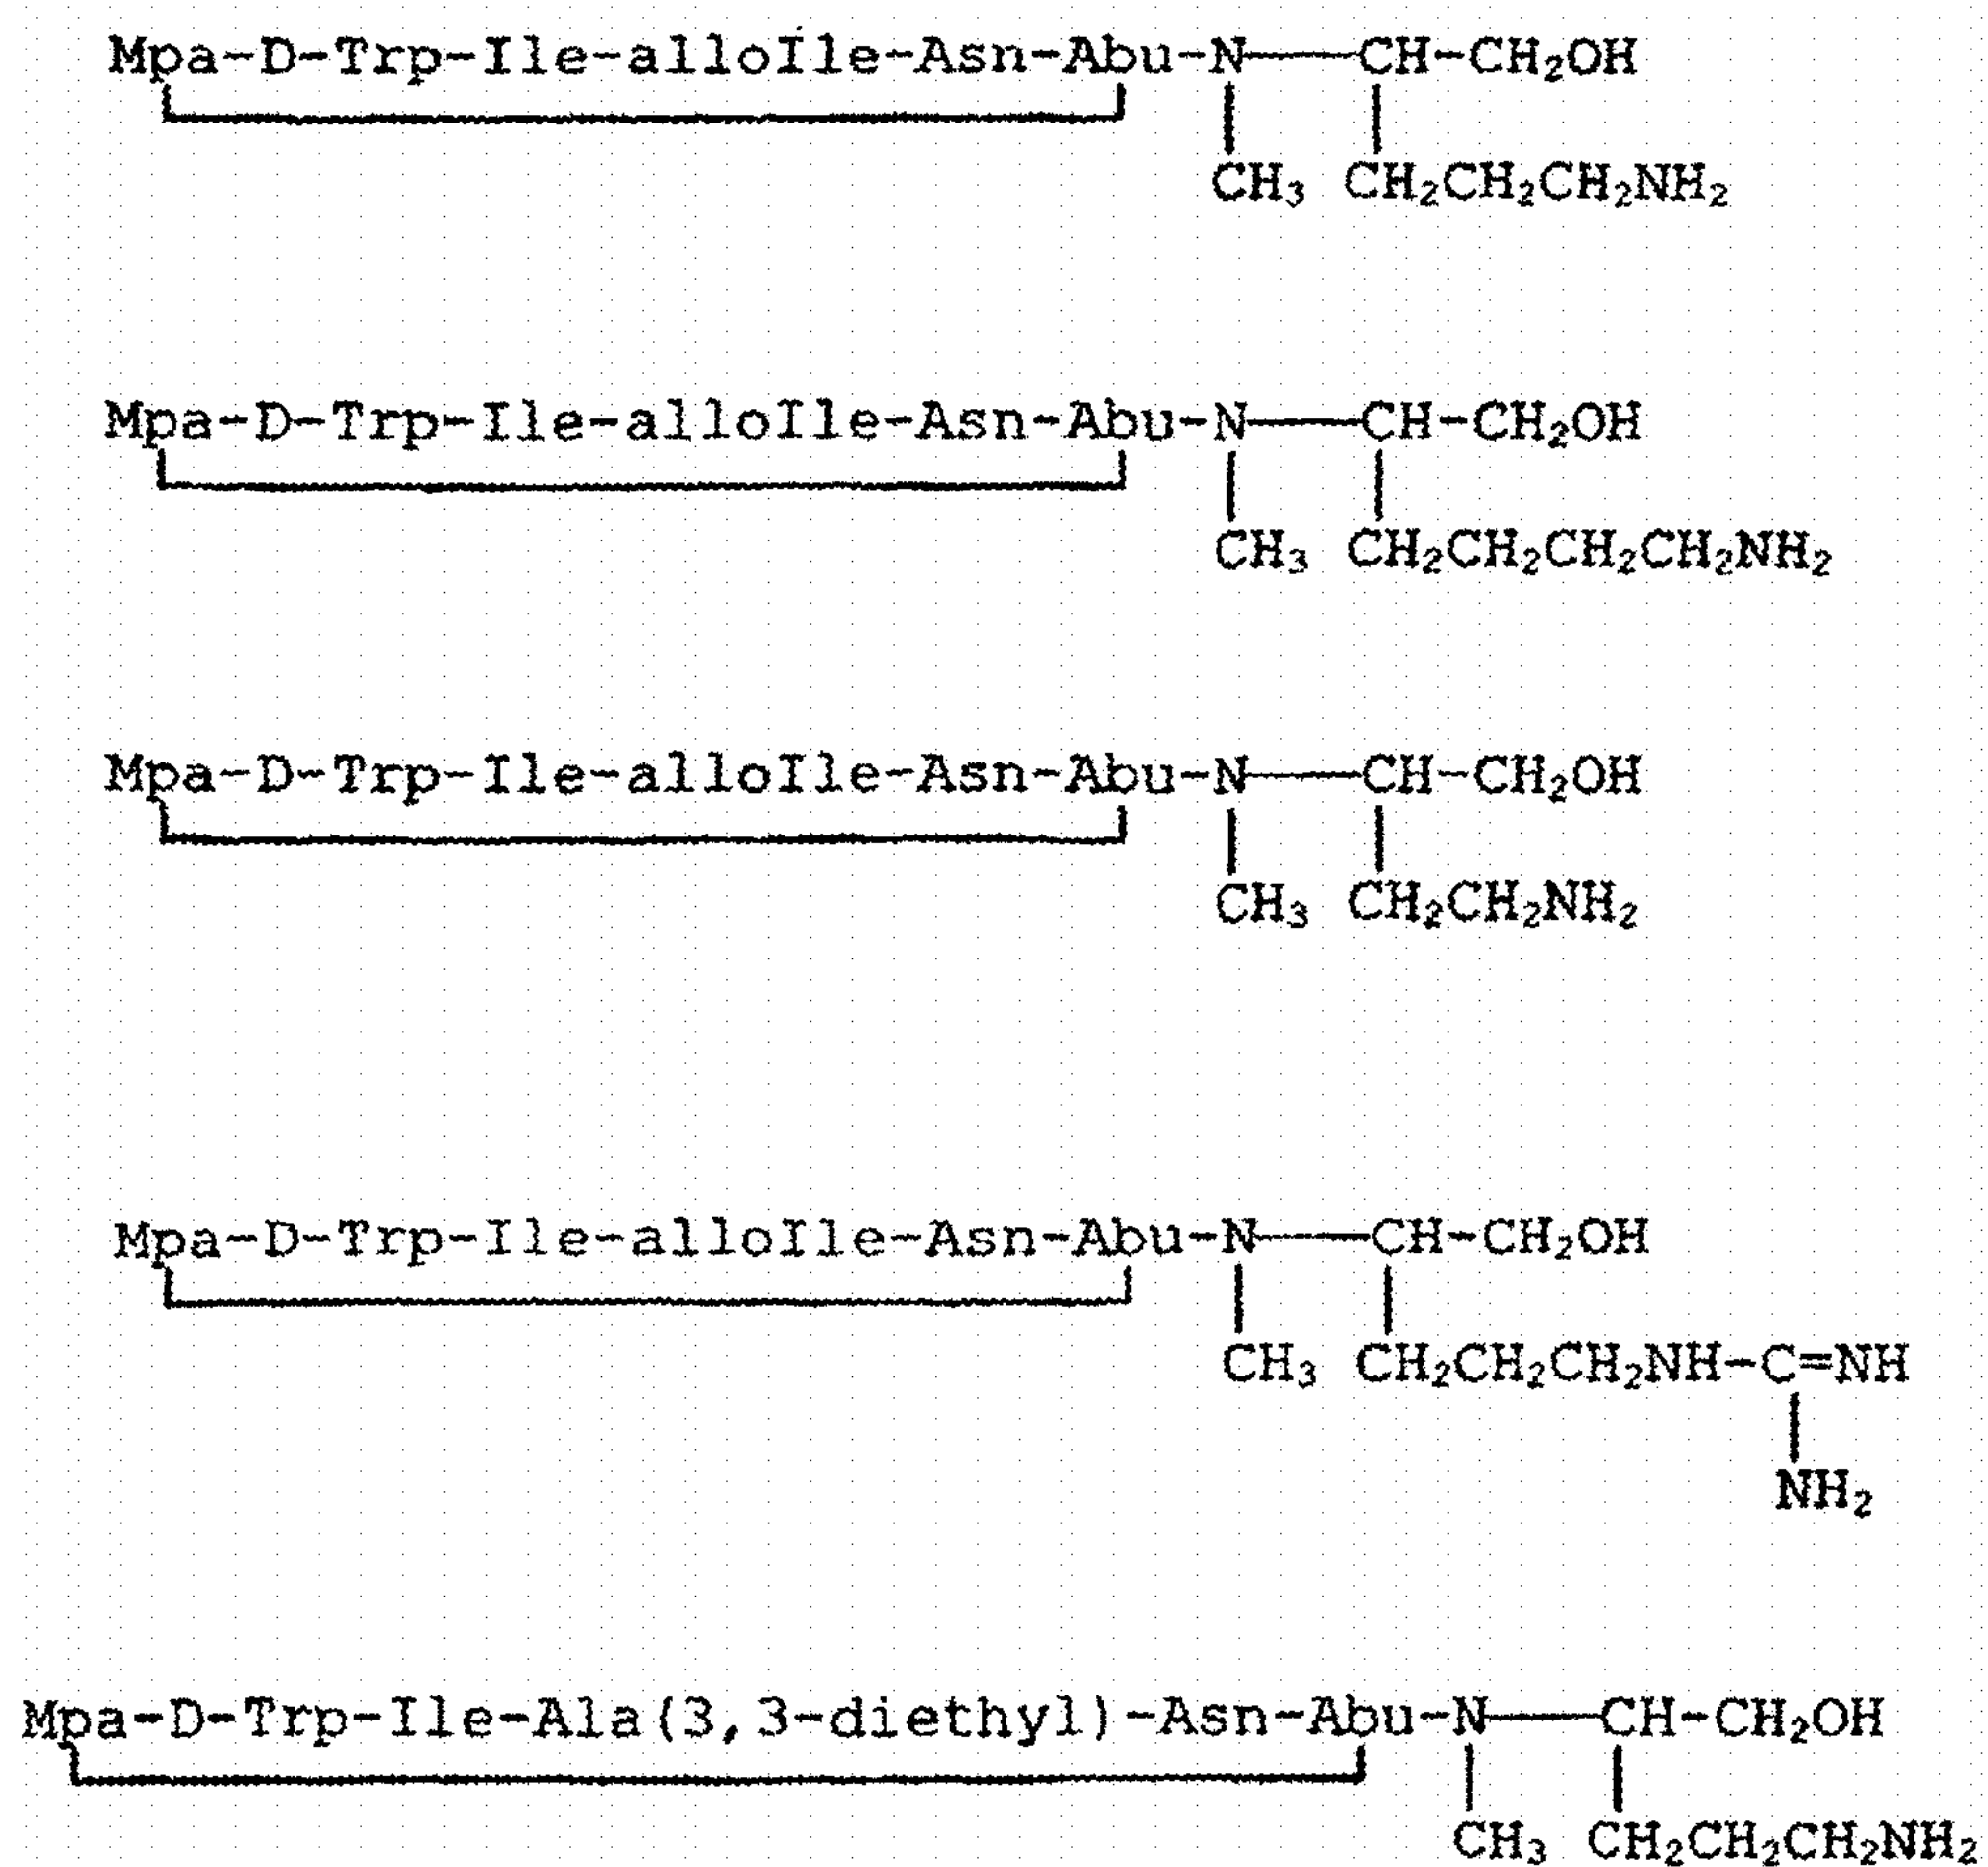 Mpa-D-Trp-Ile-alloIle-Asn-Abu-N——CH-CH₂OH
CH₃ CH₂CH₂CH₂NH₂
Mpa-D-Trp-Ile-alloIle-Asn-Abu-N——CH-CH₂OH
CH₃ CH₂CH₂CH₂CH₂NH₂
Mpa-D-Trp-Ile-alloIle-Asn-Abu-N——CH-CH₂OH
CH₃ CH₂CH₂NH₂
Mpa-D-Trp-Ile-alloIle-Asn-Abu-N——CH-CH₂OH
CH₃ CH₂CH₂CH₂NH-C=NH
NH₂
Mpa-D-Trp-Ile-Ala(3,3-diethyl)-Asn-Abu-N——CH-CH₂OH
CH₃ CH₂CH₂CH₂NH₂